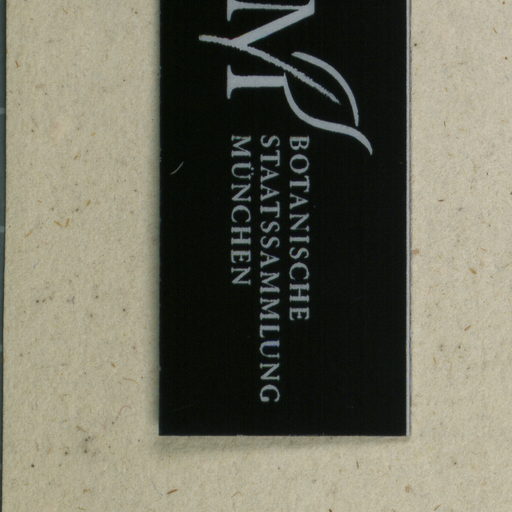 M
BOTANISCHE
STAATSSAMMLUNG
MÜNCHEN